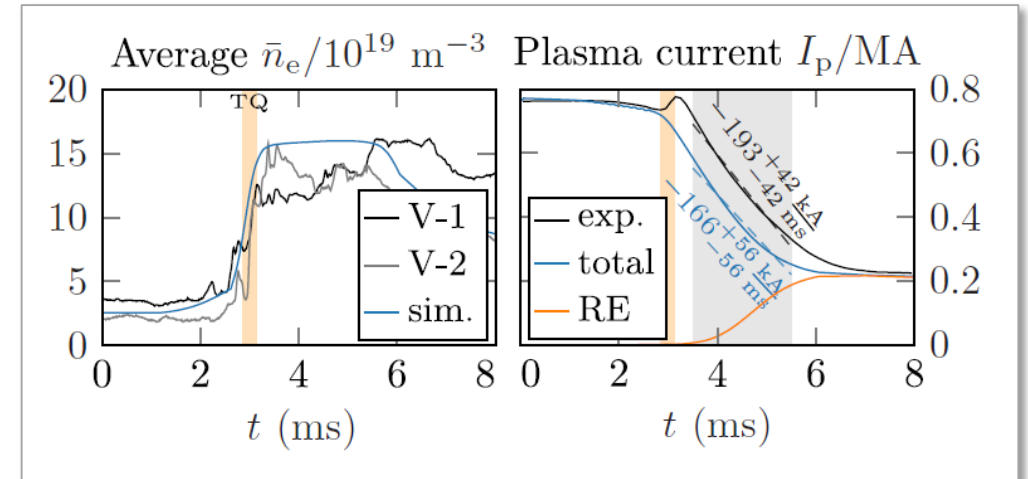 Average n̄e/10^19 m^−3
20
15
10
5
0
TQ
V-1
V-2
sim.
0 2 4 6 8
t (ms)
Plasma current Ip/MA
0.8
0.6
0.4
0.2
0
−193 +42 −42 kA/ms
−166 +56 −56 kA/ms
exp.
total
RE
0 2 4 6 8
t (ms)